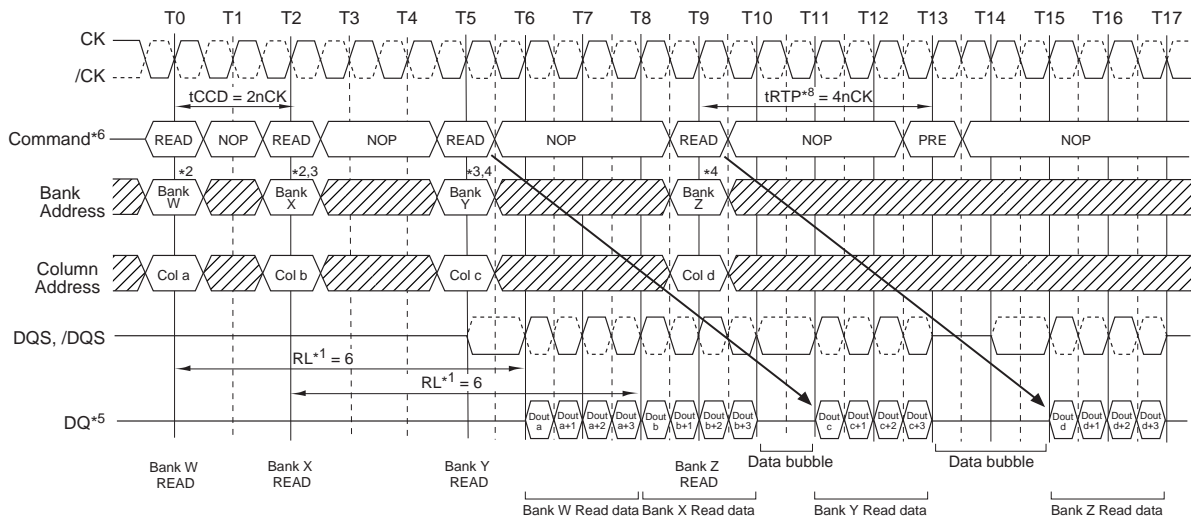 T0 T1 T2 T3 T4 T5 T6 T7 T8 T9 T10 T11 T12 T13 T14 T15 T16 T17
CK
/CK
tCCD = 2nCK
tRTP*8 = 4nCK
Command*6
READ NOP READ NOP READ NOP READ NOP PRE NOP
*2 *2,3 *3,4 *4
Bank Address
Bank W
Bank X
Bank Y
Bank Z
Column Address
Col a Col b Col c Col d
DQS, /DQS
RL*1 = 6
RL*1 = 6
DQ*5
Dout a
Dout a+1
Dout a+2
Dout a+3
Dout b
Dout b+1
Dout b+2
Dout b+3
Dout c
Dout c+1
Dout c+2
Dout c+3
Dout d
Dout d+1
Dout d+2
Dout d+3
Data bubble
Data bubble
Bank W READ
Bank X READ
Bank Y READ
Bank Z READ
Bank W Read data
Bank X Read data
Bank Y Read data
Bank Z Read data